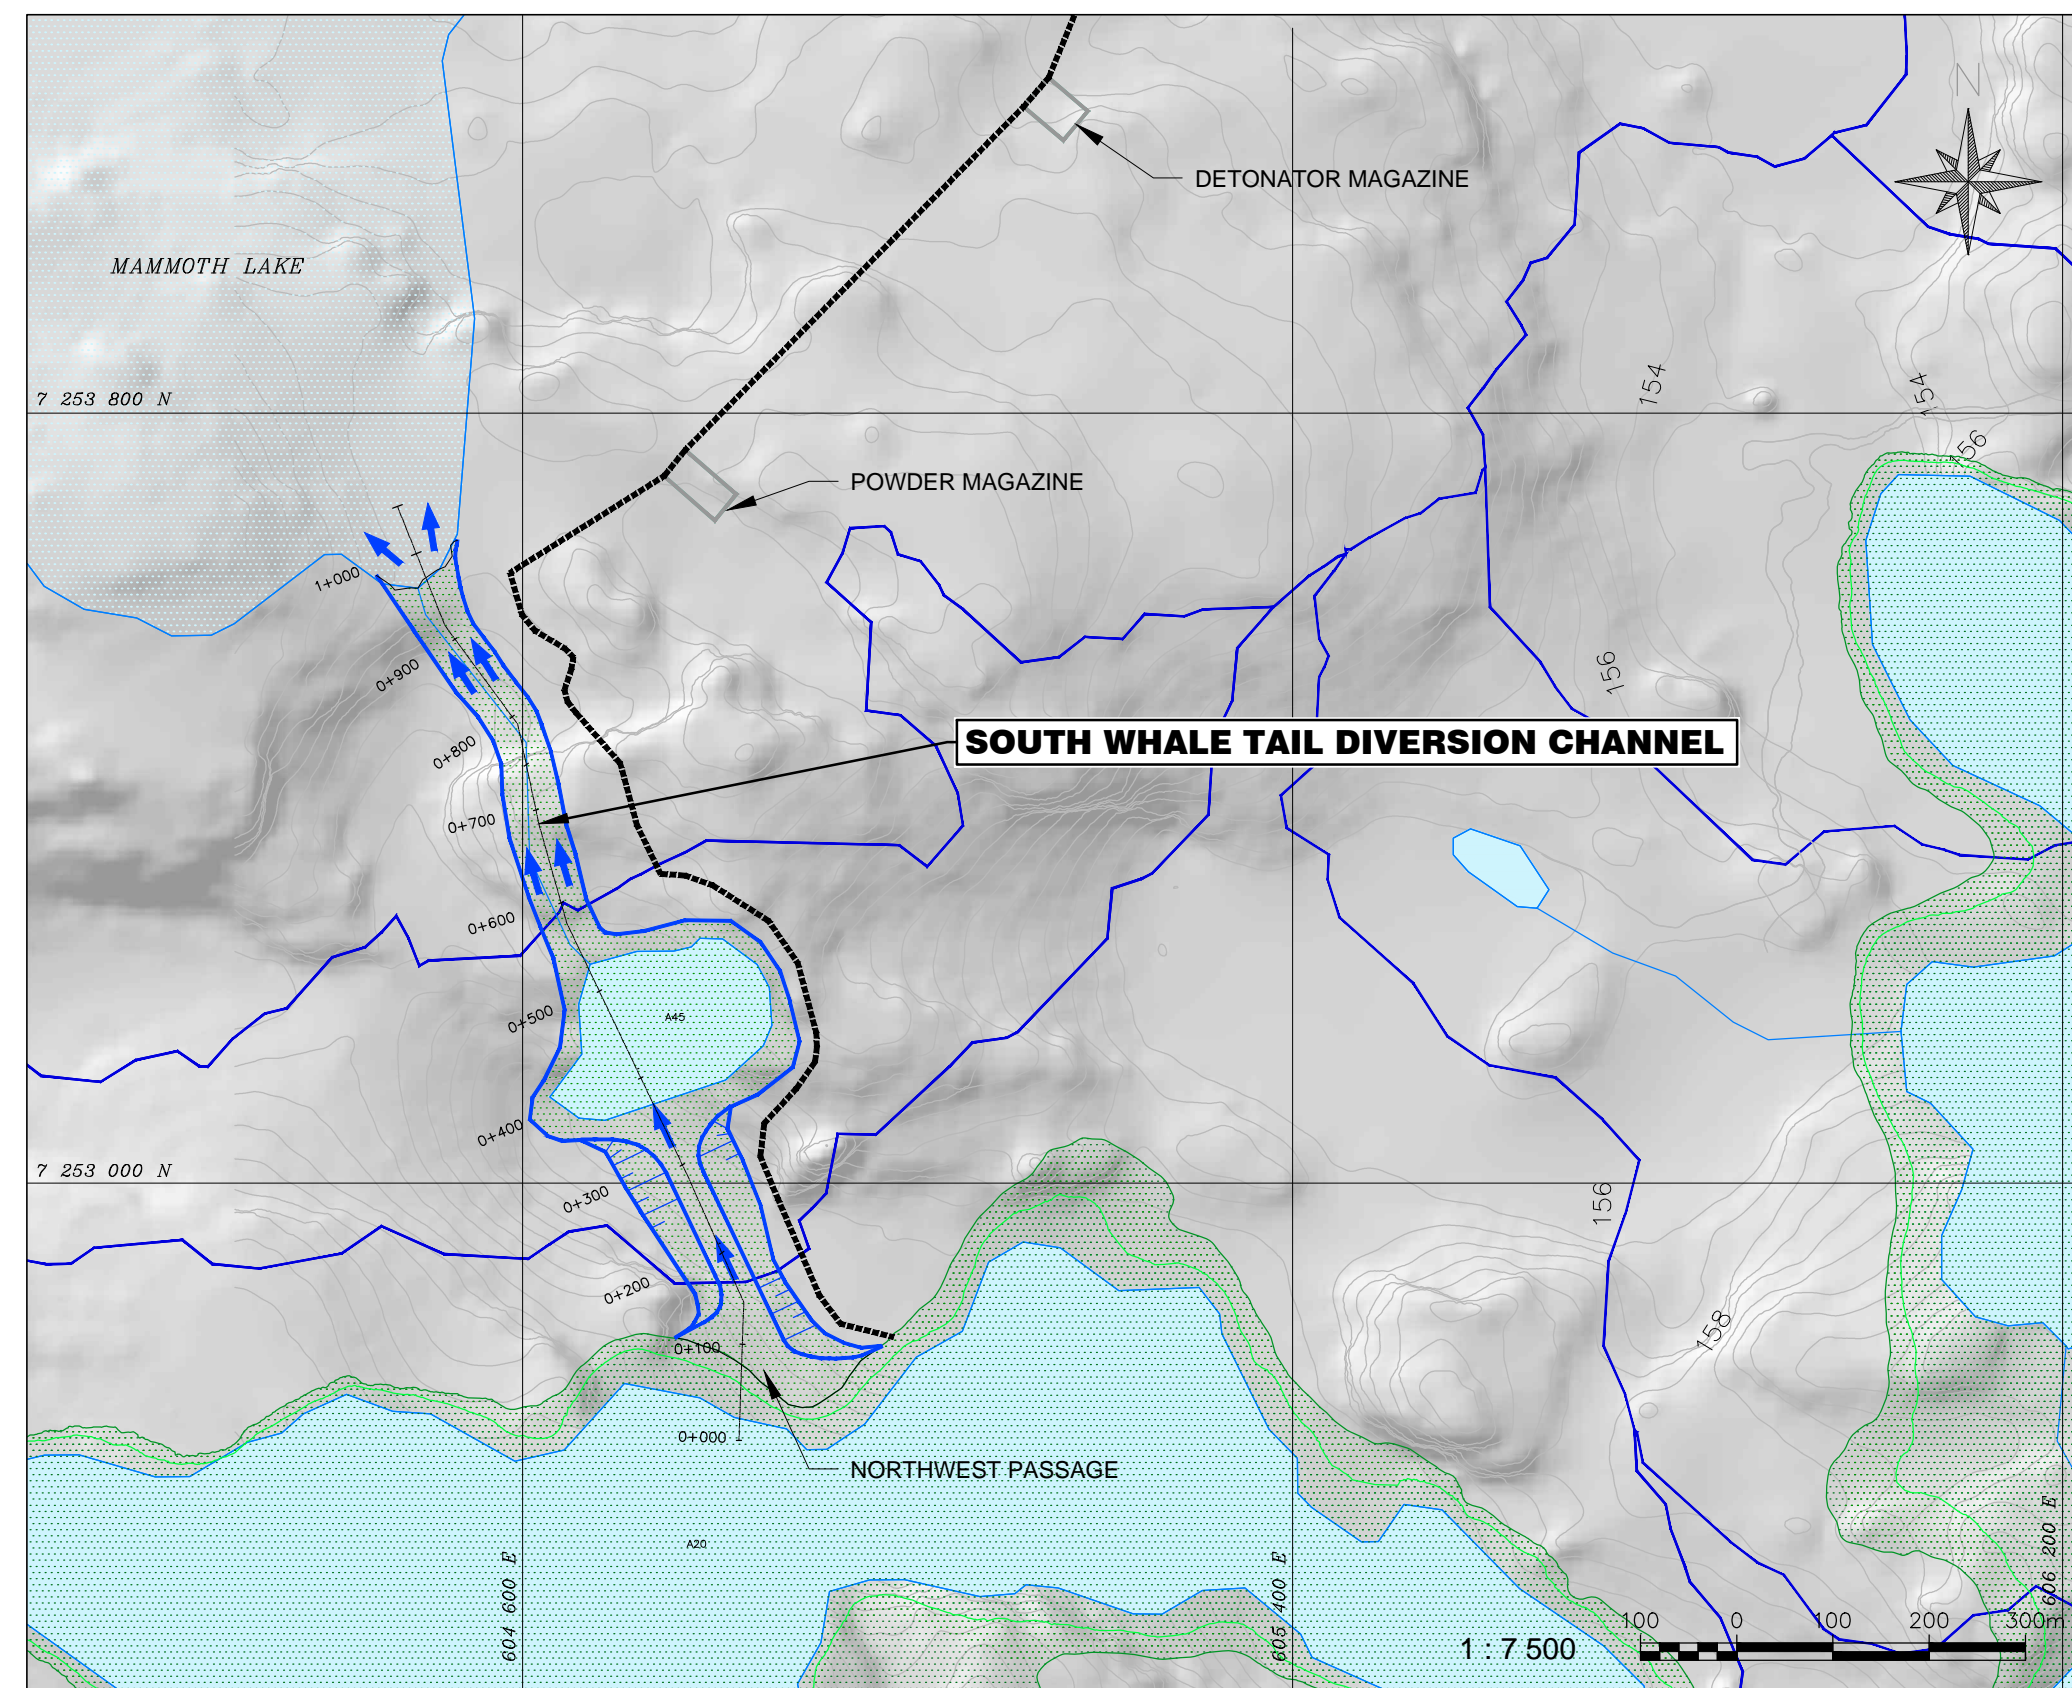 N
DETONATOR MAGAZINE
MAMMOTH LAKE
7 253 800 N
154
154
156
POWDER MAGAZINE
1+000
0+900
156
SOUTH WHALE TAIL DIVERSION CHANNEL
0+800
0+700
0+600
0+500
A45
0+400
7 253 000 N
0+300
156
0+200
158
0+100
0+000
NORTHWEST PASSAGE
A20
604 600 E
605 400 E
606 200 E
100 0 100 200 300m
1 : 7 500